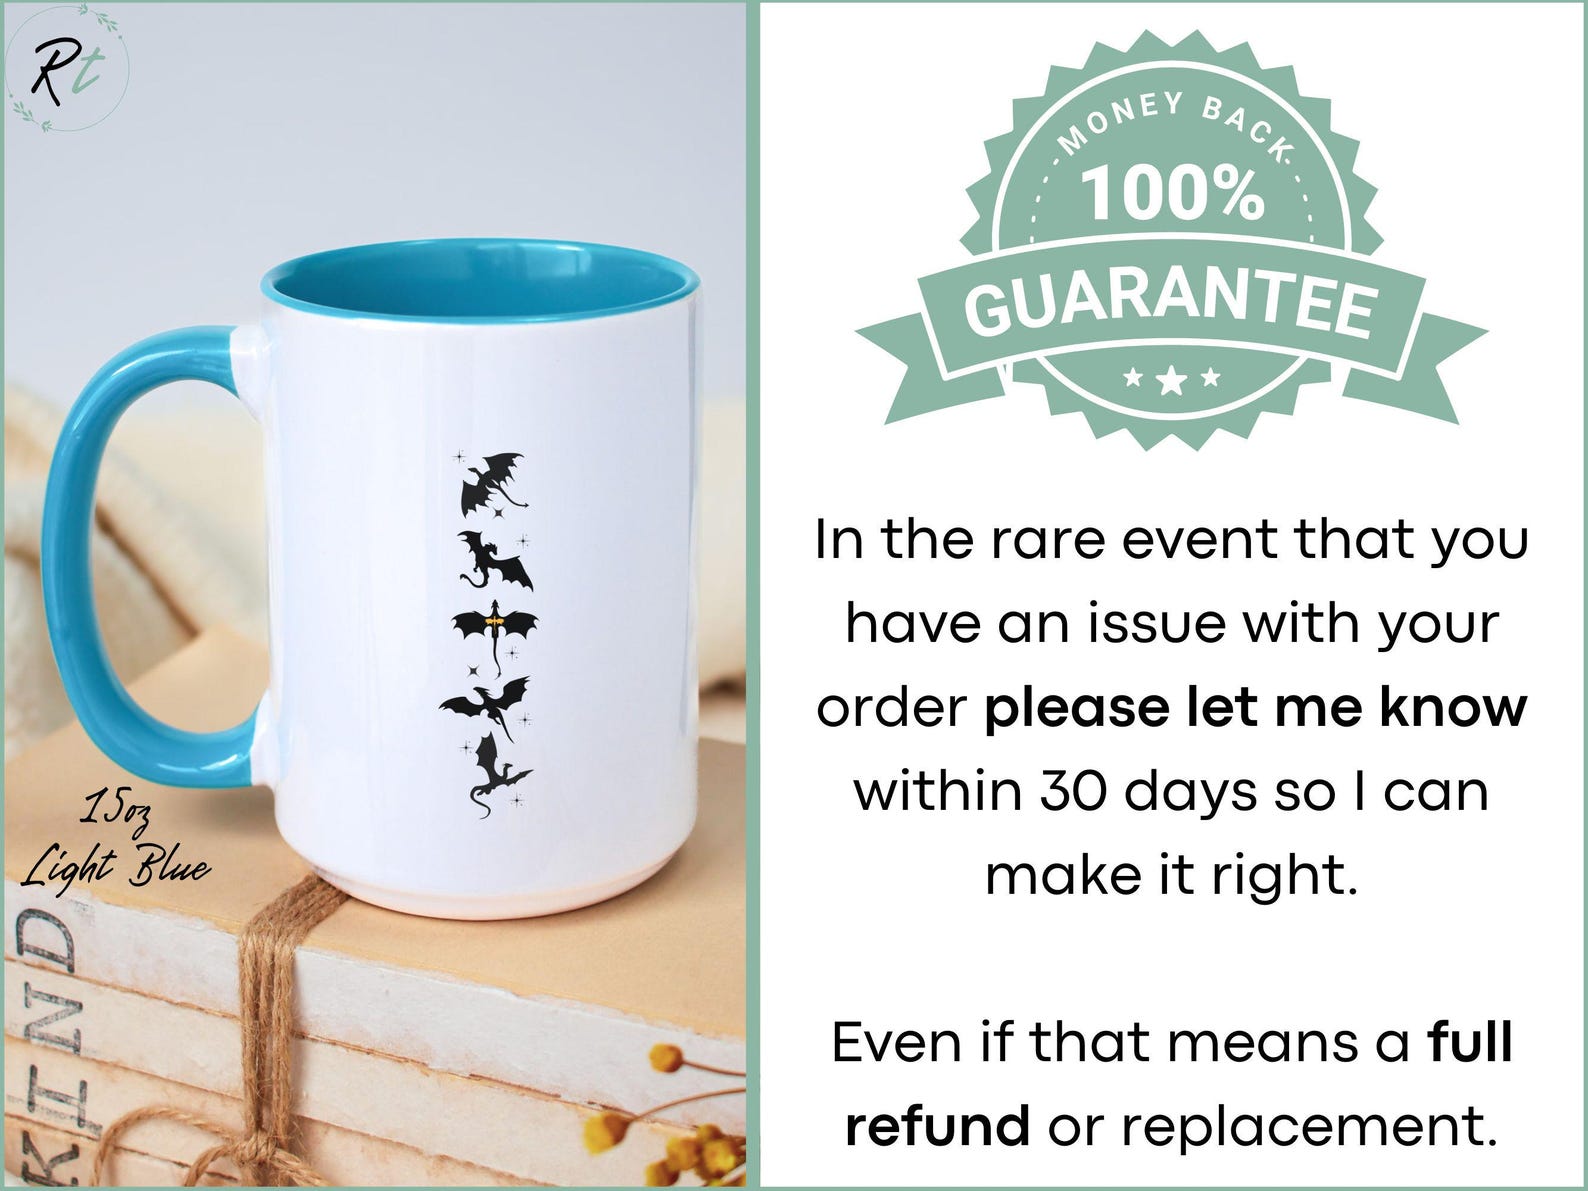 Rt
15oz
Light Blue
KIND
MONEY BACK
100%
GUARANTEE
In the rare event that you
have an issue with your
order please let me know
within 30 days so I can
make it right.
Even if that means a full
refund or replacement.